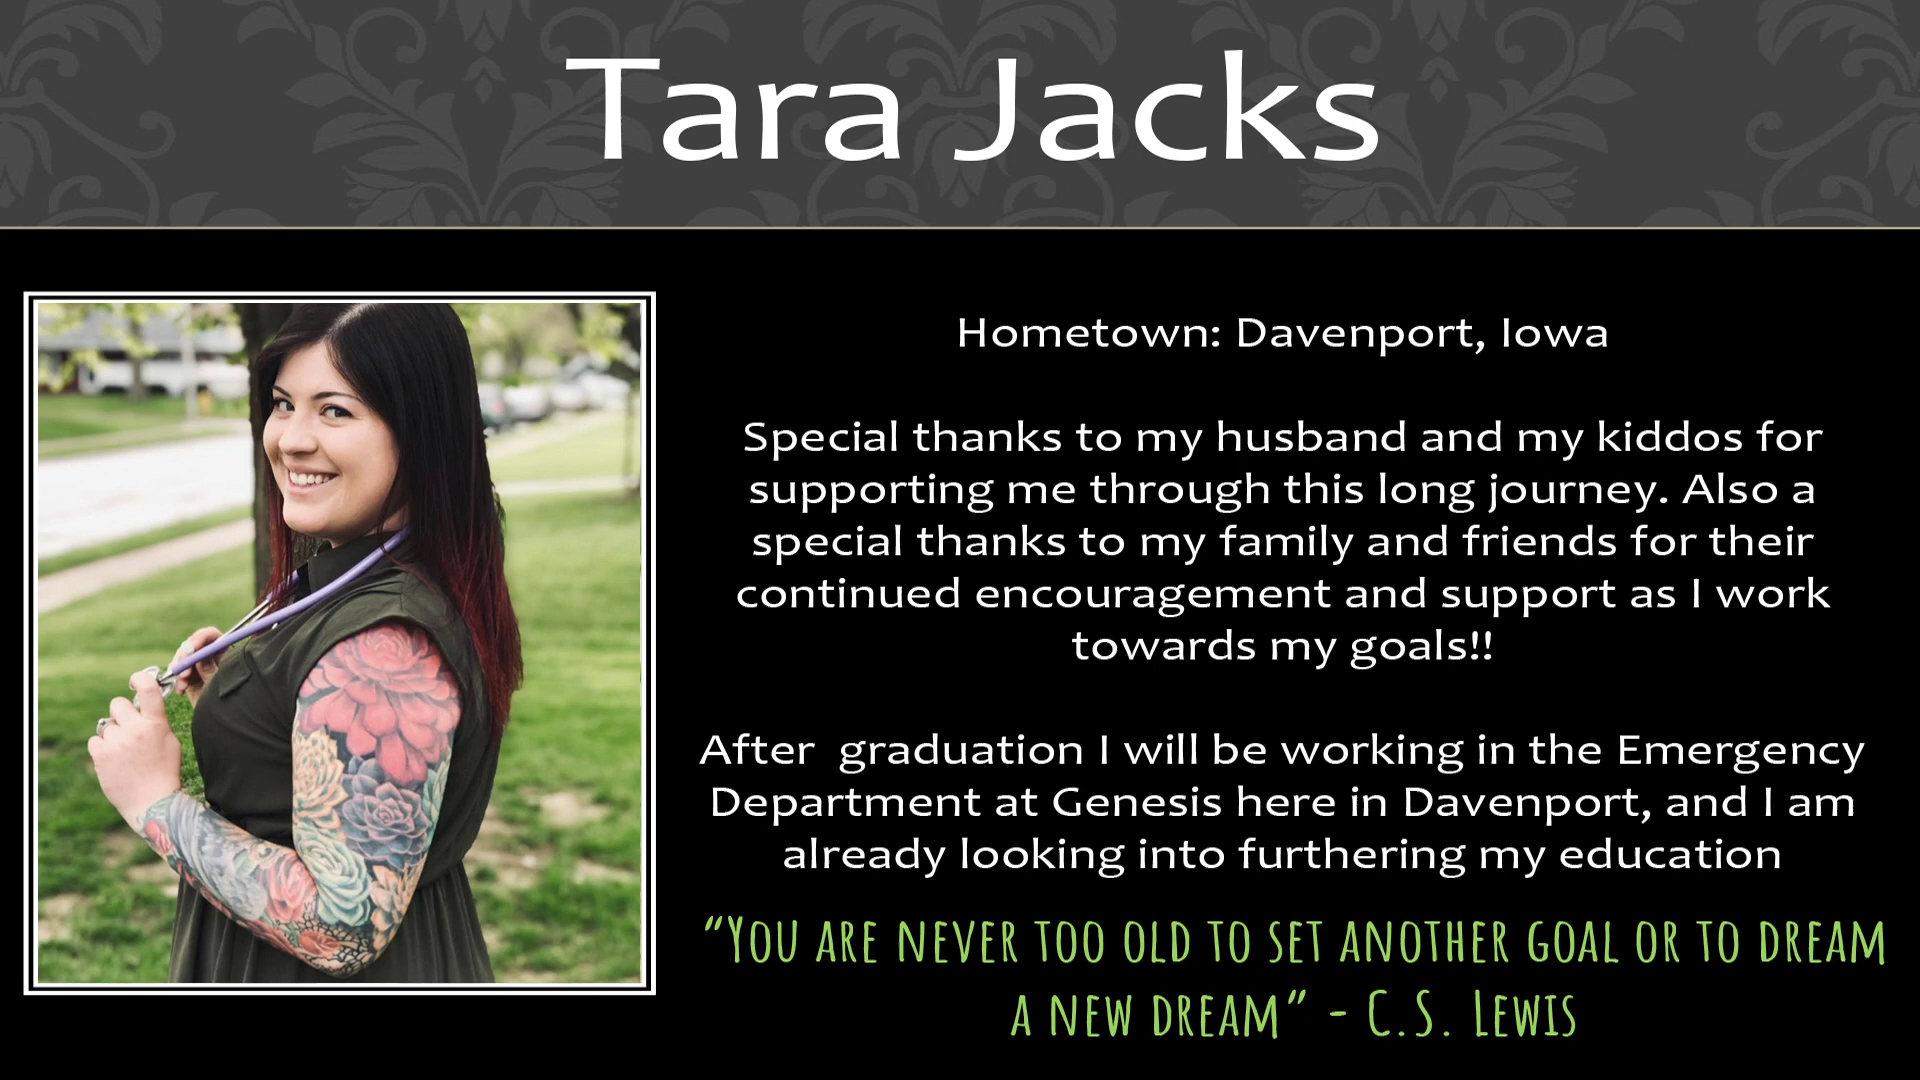 Tara Jacks
Hometown: Davenport, Iowa
Special thanks to my husband and my kiddos for
supporting me through this long journey. Also a
special thanks to my family and friends for their
continued encouragement and support as I work
towards my goals!!
After  graduation I will be working in the Emergency
Department at Genesis here in Davenport, and I am
already looking into furthering my education
“You are never too old to set another goal or to dream
a new dream” - C.S. Lewis